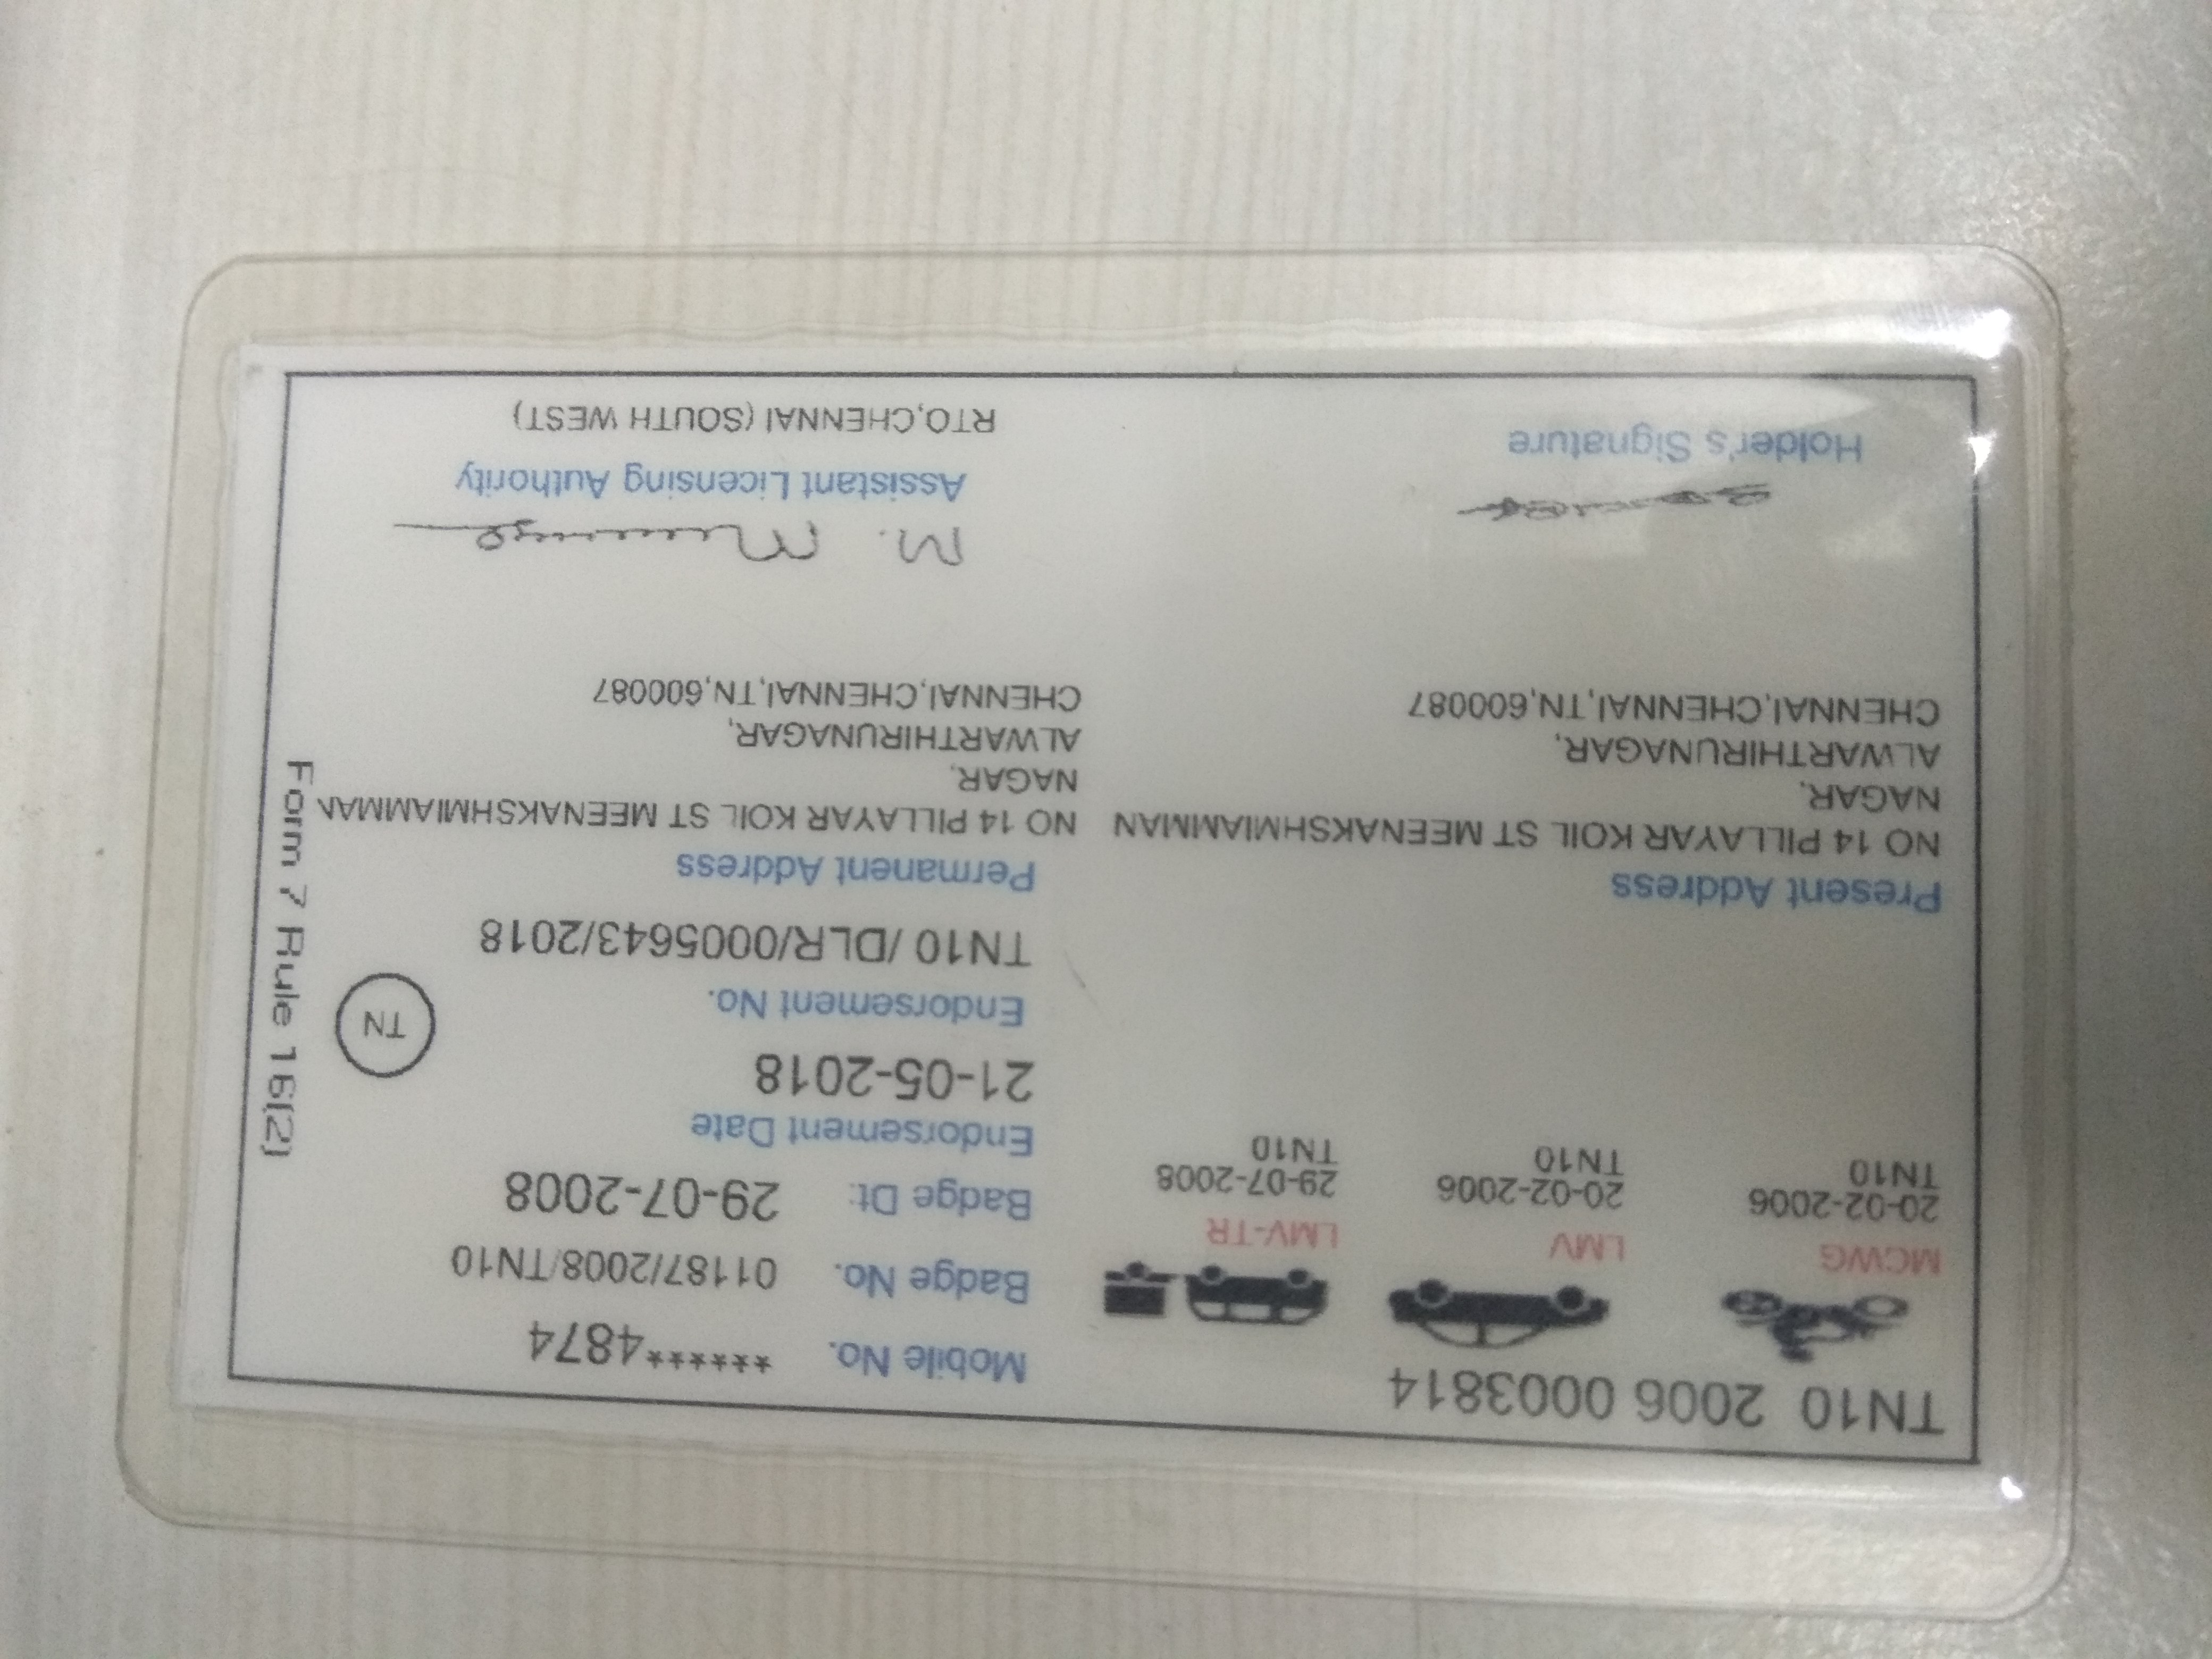 TN10 2006 0003814
MCWG
20-02-2006
TN10
LMV
20-02-2006
TN10
LMV-TR
29-07-2008
TN10
Mobile No. ******4874
Badge No. 01187/2008/TN10
Badge Dt: 29-07-2008
Endorsement Date
21-05-2018
Endorsement No.
TN10 /DLR/0005643/2018
TN
Present Address
NO 14 PILLAYAR KOIL ST MEENAKSHMIAMMAN
NAGAR,
ALWARTHIRUNAGAR,
CHENNAI,CHENNAI,TN,600087
Permanent Address
NO 14 PILLAYAR KOIL ST MEENAKSHMIAMMAN
NAGAR,
ALWARTHIRUNAGAR,
CHENNAI,CHENNAI,TN,600087
Holder's Signature
Assistant Licensing Authority
RTO,CHENNAI (SOUTH WEST)
Form 7 Rule 16(2)